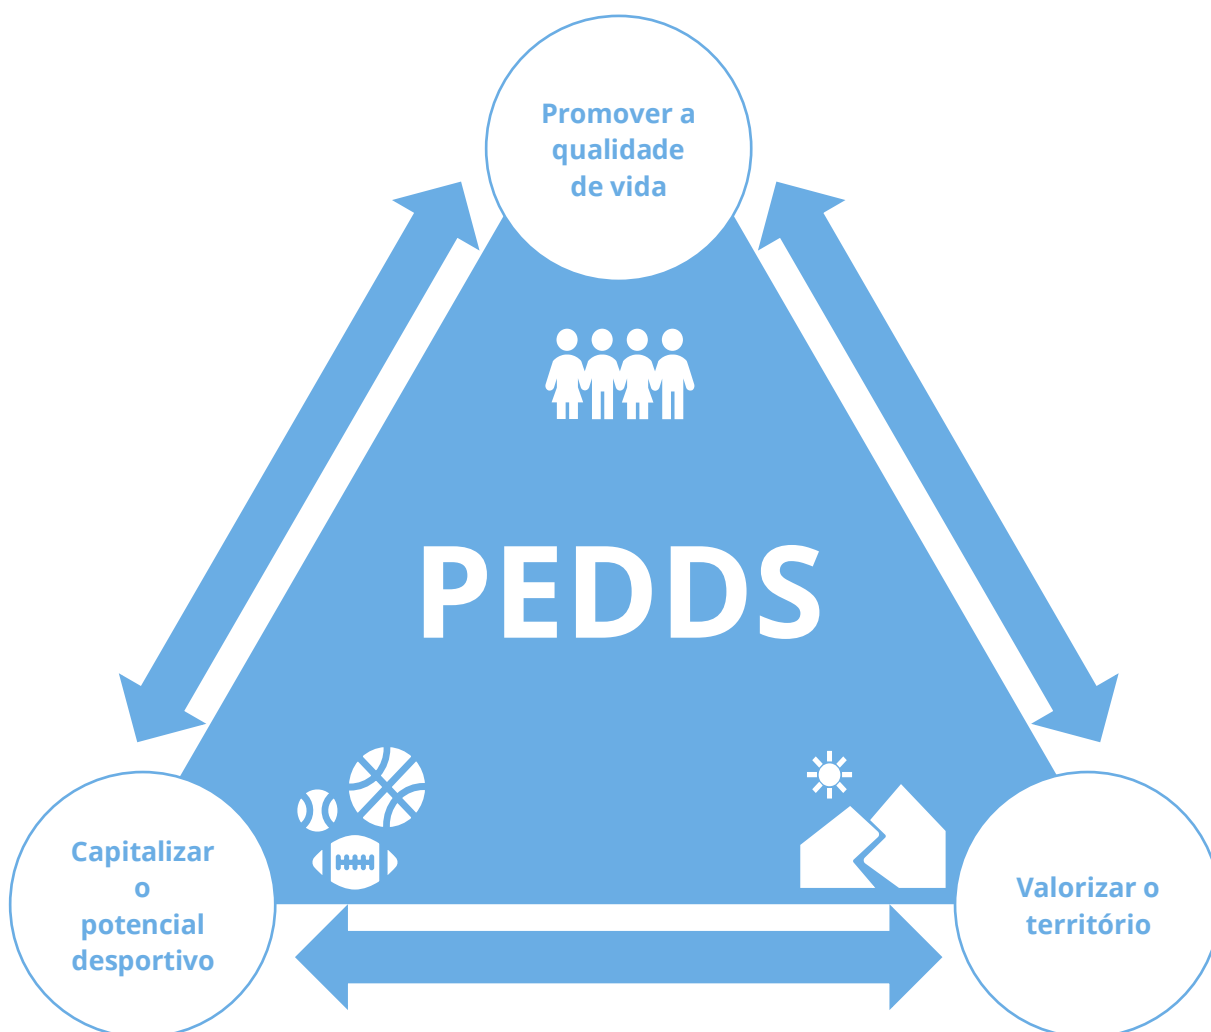 Promover a
qualidade
de vida
PEDDS
Capitalizar
o
potencial
desportivo
Valorizar o
território